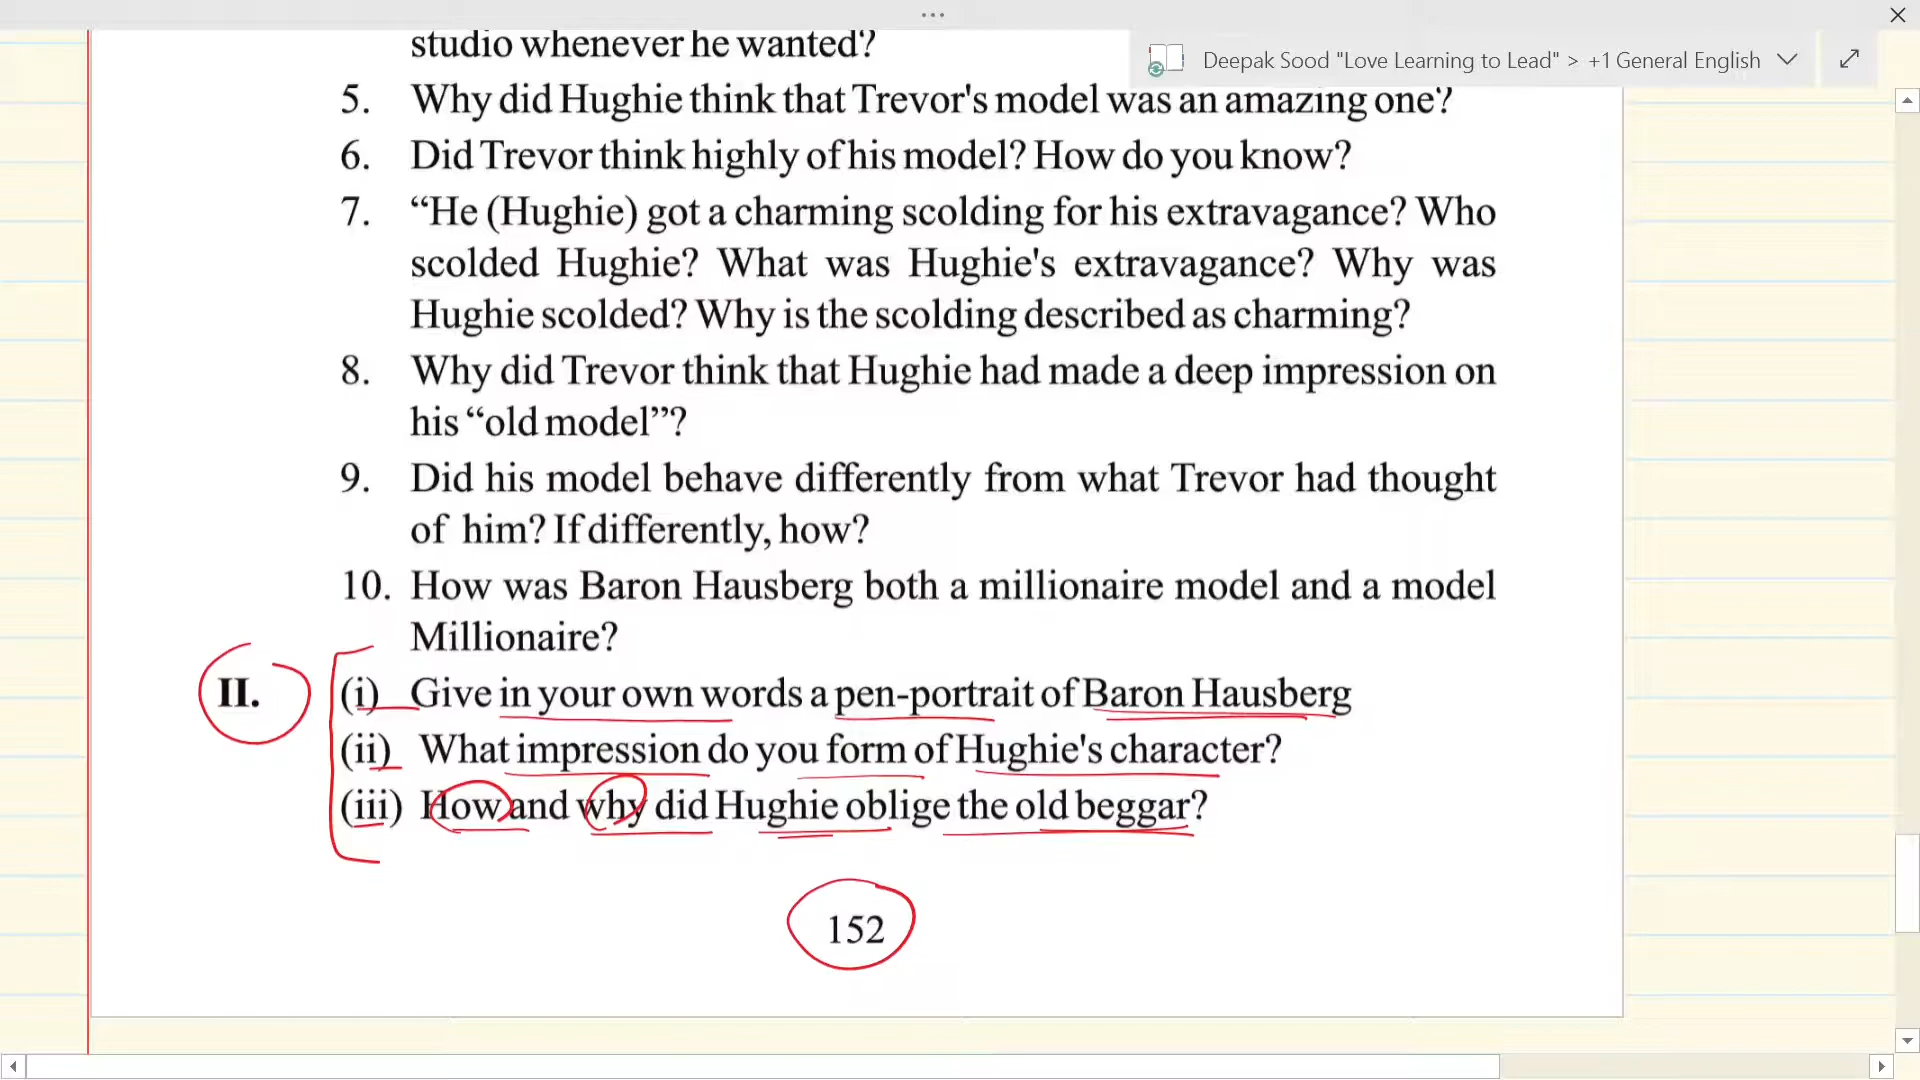 studio whenever he wanted?
Deepak Sood "Love Learning to Lead" > +1 General English
5. Why did Hughie think that Trevor's model was an amazing one?
6. Did Trevor think highly of his model? How do you know?
7. “He (Hughie) got a charming scolding for his extravagance? Who
scolded Hughie? What was Hughie's extravagance? Why was
Hughie scolded? Why is the scolding described as charming?
8. Why did Trevor think that Hughie had made a deep impression on
his “old model”?
9. Did his model behave differently from what Trevor had thought
of him? If differently, how?
10. How was Baron Hausberg both a millionaire model and a model
Millionaire?
II. (i) Give in your own words a pen-portrait of Baron Hausberg
(ii) What impression do you form of Hughie's character?
(iii) How and why did Hughie oblige the old beggar?
152